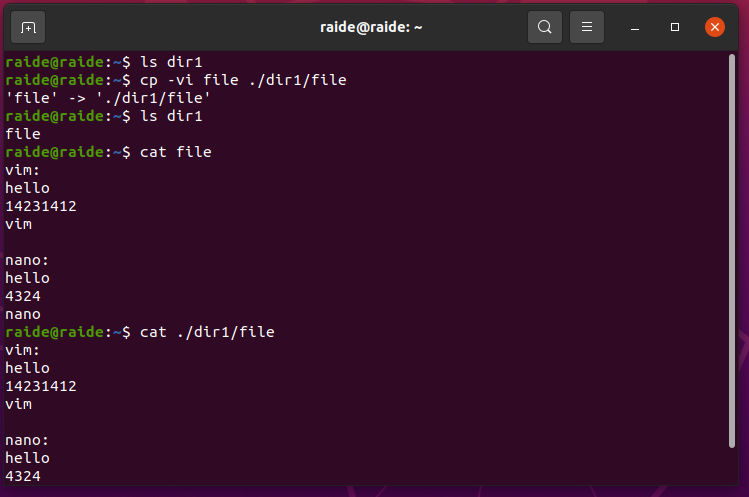 raide@raide: ~
raide@raide:~$ ls dir1
raide@raide:~$ cp -vi file ./dir1/file
'file' -> './dir1/file'
raide@raide:~$ ls dir1
file
raide@raide:~$ cat file
vim:
hello
14231412
vim

nano:
hello
4324
nano
raide@raide:~$ cat ./dir1/file
vim:
hello
14231412
vim

nano:
hello
4324